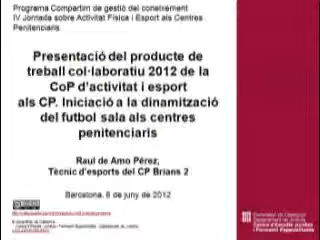 Programa Compartim de gestió del coneixement
IV Jornada sobre Activitat Física i Esport als Centres
Penitenciaris.
Presentació del producte de
treball col·laboratiu 2012 de la
CoP d'activitat i esport
als CP. Iniciació a la dinamització
del futbol sala als centres
penitenciaris
Raul de Amo Pérez,
Tècnic d'esports del CP Brians 2
Barcelona, 8 de juny de 2012
Generalitat de Catalunya
Departament de Justícia
Centre d'Estudis Jurídics
i Formació Especialitzada